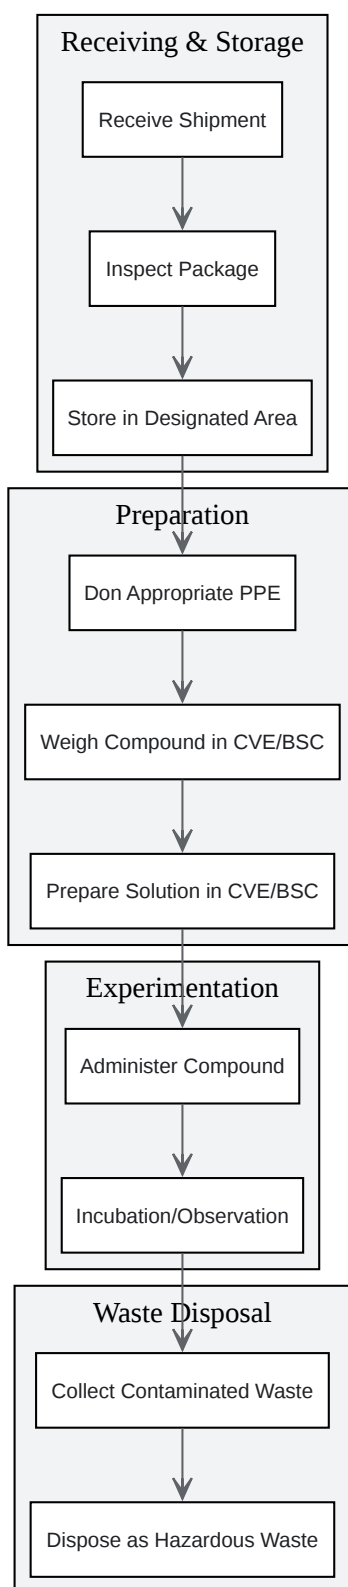 Receiving & Storage
Receive Shipment
Inspect Package
Store in Designated Area
Preparation
Don Appropriate PPE
Weigh Compound in CVE/BSC
Prepare Solution in CVE/BSC
Experimentation
Administer Compound
Incubation/Observation
Waste Disposal
Collect Contaminated Waste
Dispose as Hazardous Waste